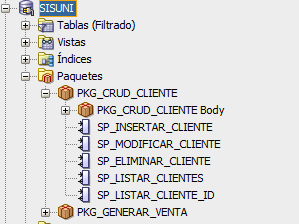 SISUNI
Tablas (Filtrado)
Vistas
Índices
Paquetes
PKG_CRUD_CLIENTE
PKG_CRUD_CLIENTE Body
SP_INSERTAR_CLIENTE
SP_MODIFICAR_CLIENTE
SP_ELIMINAR_CLIENTE
SP_LISTAR_CLIENTES
SP_LISTAR_CLIENTE_ID
PKG_GENERAR_VENTA